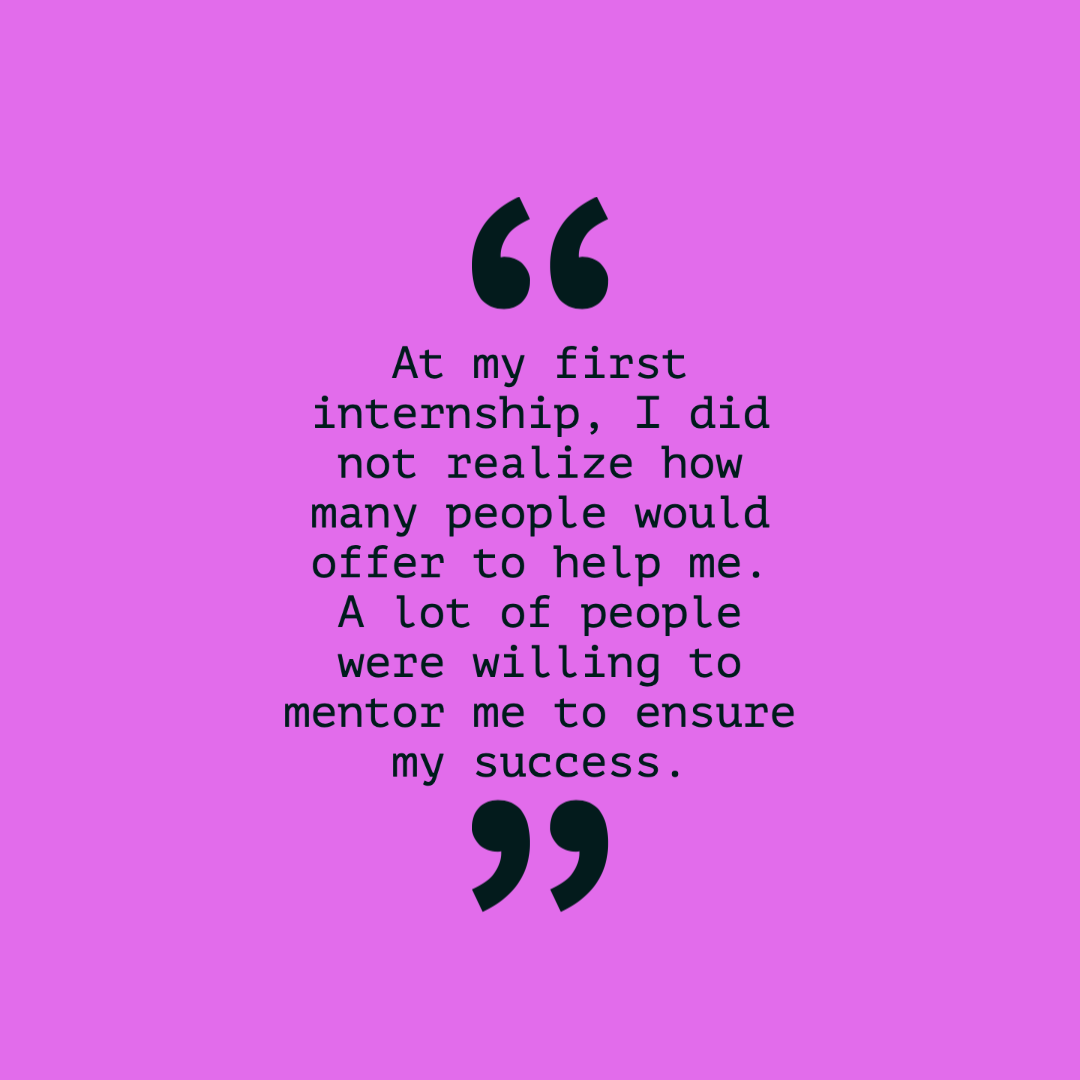 “
At my first
internship, I did
not realize how
many people would
offer to help me.
A lot of people
were willing to
mentor me to ensure
my success.
”